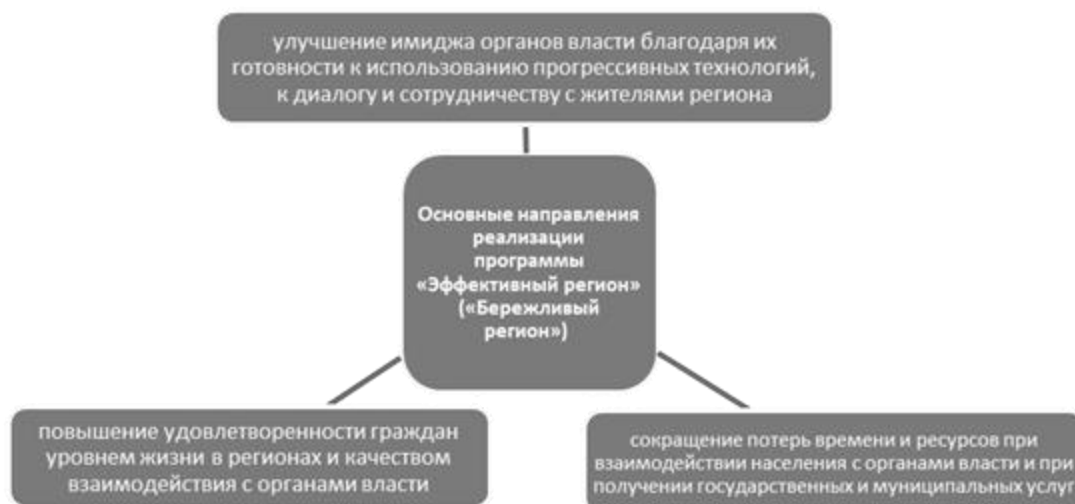 улучшение имиджа органов власти благодаря их
готовности к использованию прогрессивных технологий,
к диалогу и сотрудничеству с жителями региона
Основные направления
реализации
программы
«Эффективный регион»
(«Бережливый
регион»)
повышение удовлетворенности граждан
уровнем жизни в регионах и качеством
взаимодействия с органами власти
сокращение потерь времени и ресурсов при
взаимодействии населения с органами власти и при
получении государственных и муниципальных услуг